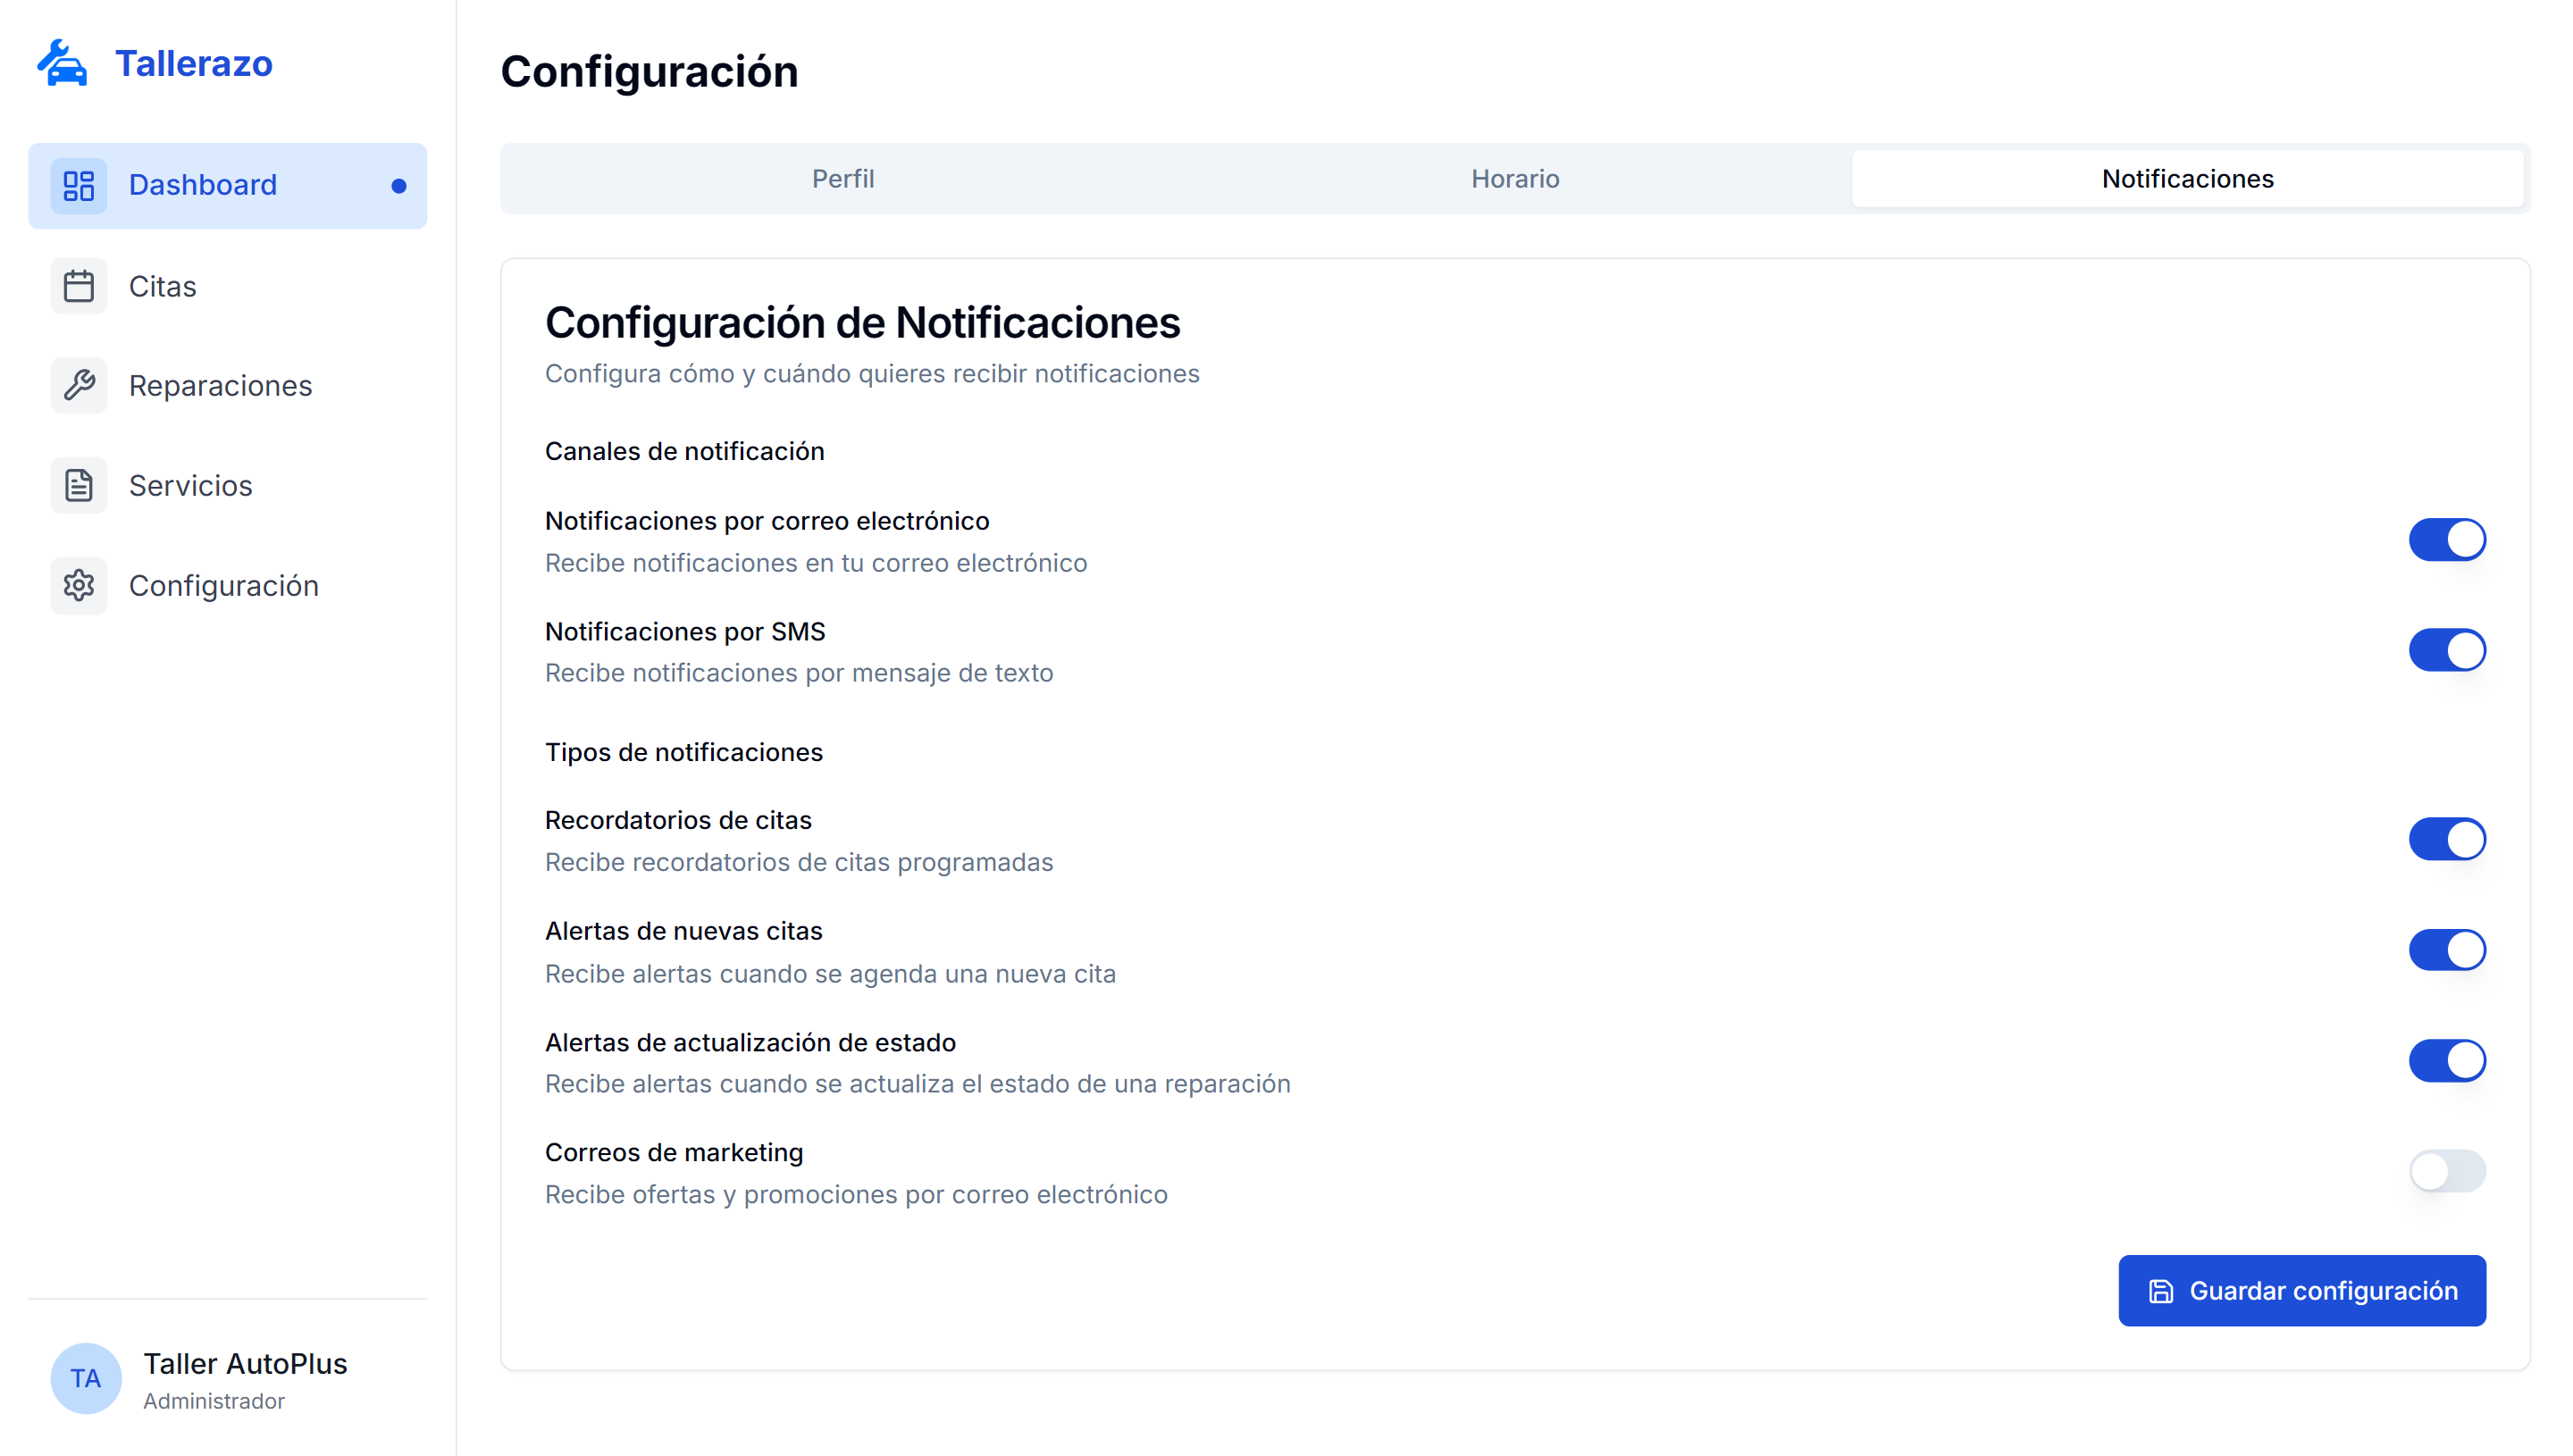 Tallerazo
Dashboard
Citas
Reparaciones
Servicios
Configuración
TA
Taller AutoPlus
Administrador
Configuración
Perfil
Horario
Notificaciones
Configuración de Notificaciones
Configura cómo y cuándo quieres recibir notificaciones
Canales de notificación
Notificaciones por correo electrónico
Recibe notificaciones en tu correo electrónico
Notificaciones por SMS
Recibe notificaciones por mensaje de texto
Tipos de notificaciones
Recordatorios de citas
Recibe recordatorios de citas programadas
Alertas de nuevas citas
Recibe alertas cuando se agenda una nueva cita
Alertas de actualización de estado
Recibe alertas cuando se actualiza el estado de una reparación
Correos de marketing
Recibe ofertas y promociones por correo electrónico
Guardar configuración